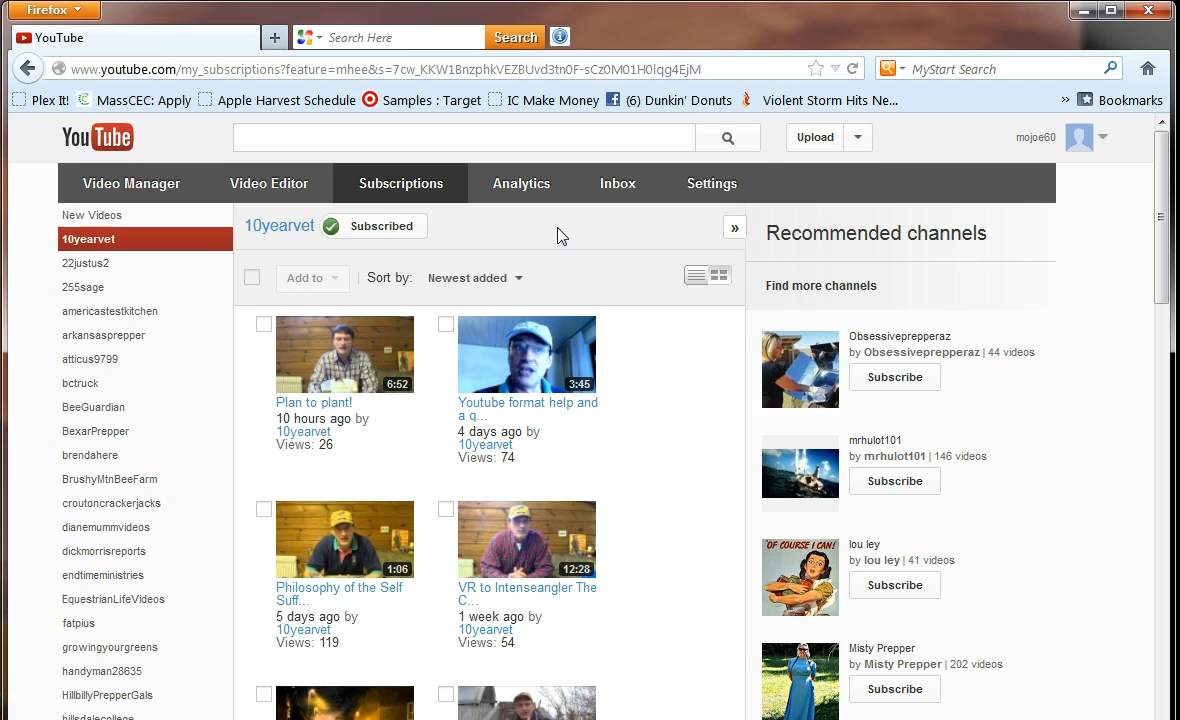 Firefox
YouTube
Search Here
Search
www.youtube.com/my_subscriptions?feature=mhee&s=7cw_KKW1BnzphkVEZBUvd3tn0F-sCz0M01H0lqg4EjM
MyStart Search
Plex It!
MassCEC: Apply
Apple Harvest Schedule
Samples : Target
IC Make Money
(6) Dunkin' Donuts
Violent Storm Hits Ne...
»
Bookmarks
YouTube
Upload
mojoe60
Video Manager
Video Editor
Subscriptions
Analytics
Inbox
Settings
New Videos
10yearvet
22justus2
255sage
americastestkitchen
arkansasprepper
atticus9799
bctruck
BeeGuardian
BexarPrepper
brendahere
BrushyMtnBeeFarm
croutoncrackerjacks
dianemummvideos
dickmorrisreports
endtimeministries
EquestrianLifeVideos
fatpius
growingyourgreens
handyman28635
HillbillyPrepperGals
hillsdalecollege
10yearvet
Subscribed
»
Add to
Sort by:
Newest added
6:52
Plan to plant!
10 hours ago by
10yearvet
Views: 26
3:45
Youtube format help and
a q...
4 days ago by
10yearvet
Views: 74
1:06
Philosophy of the Self
Suff...
5 days ago by
10yearvet
Views: 119
12:28
VR to Intenseangler The
C...
1 week ago by
10yearvet
Views: 54
Recommended channels
Find more channels
Obsessiveprepperaz
by Obsessiveprepperaz | 44 videos
Subscribe
mrhulot101
by mrhulot101 | 146 videos
Subscribe
OF COURSE I CAN!
lou ley
by lou ley | 41 videos
Subscribe
Misty Prepper
by Misty Prepper | 202 videos
Subscribe